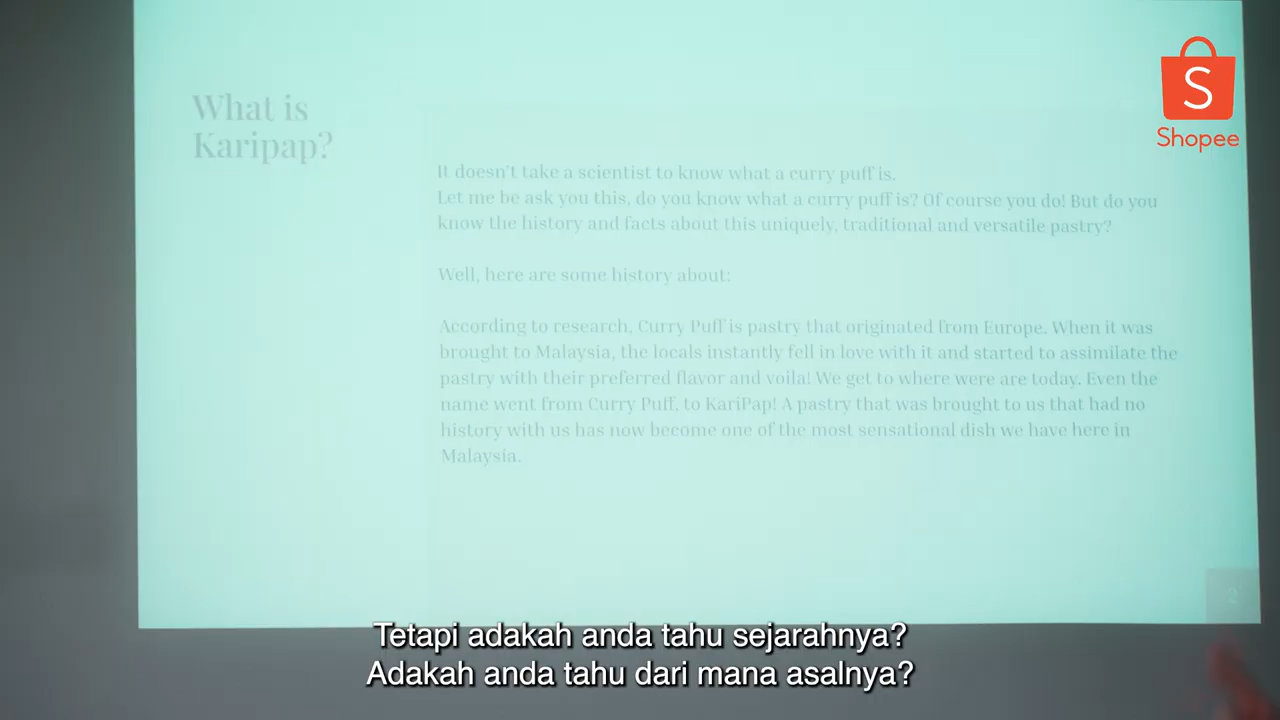 What is
Karipap?
It doesn't take a scientist to know what a curry puff is.
Let me be ask you this, do you know what a curry puff is? Of course you do! But do you
know the history and facts about this uniquely, traditional and versatile pastry?
Well, here are some history about:
According to research, Curry Puff is pastry that originated from Europe. When it was
brought to Malaysia, the locals instantly fell in love with it and started to assimilate the
pastry with their preferred flavor and voila! We get to where were are today. Even the
name went from Curry Puff, to KariPap! A pastry that was brought to us that had no
history with us has now become one of the most sensational dish we have here in
Malaysia.
2
S
Shopee
Tetapi adakah anda tahu sejarahnya?
Adakah anda tahu dari mana asalnya?